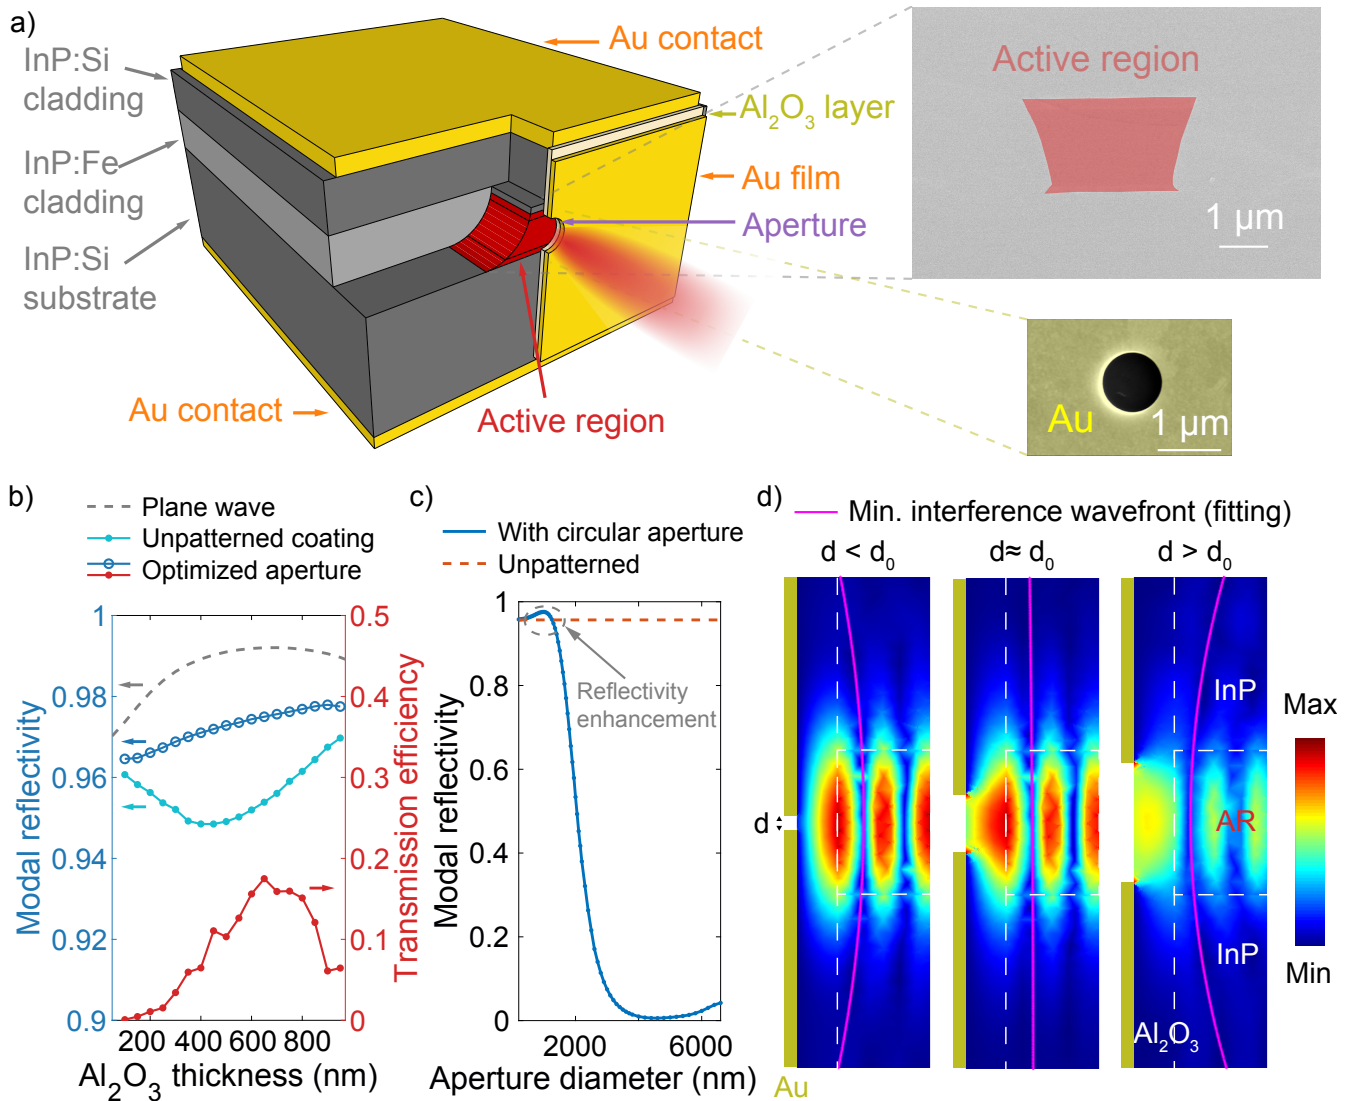 a)
InP:Si
cladding
InP:Fe
cladding
InP:Si
substrate
Au contact
Al2O3 layer
Au film
Aperture
Au contact
Active region
Active region
1 µm
Au
1 µm
b)
Plane wave
Unpatterned coating
Optimized aperture
1
0.98
0.96
0.94
0.92
0.9
Modal reflectivity
0.5
0.4
0.3
0.2
0.1
0
Transmission efficiency
200 400 600 800
Al2O3 thickness (nm)
c)
With circular aperture
Unpatterned
1
0.8
0.6
0.4
0.2
0
Modal reflectivity
Reflectivity
enhancement
2000 6000
Aperture diameter (nm)
d)
Min. interference wavefront (fitting)
d < d0 d≈ d0 d > d0
d
InP
AR
InP
Al2O3
Au
Max
Min